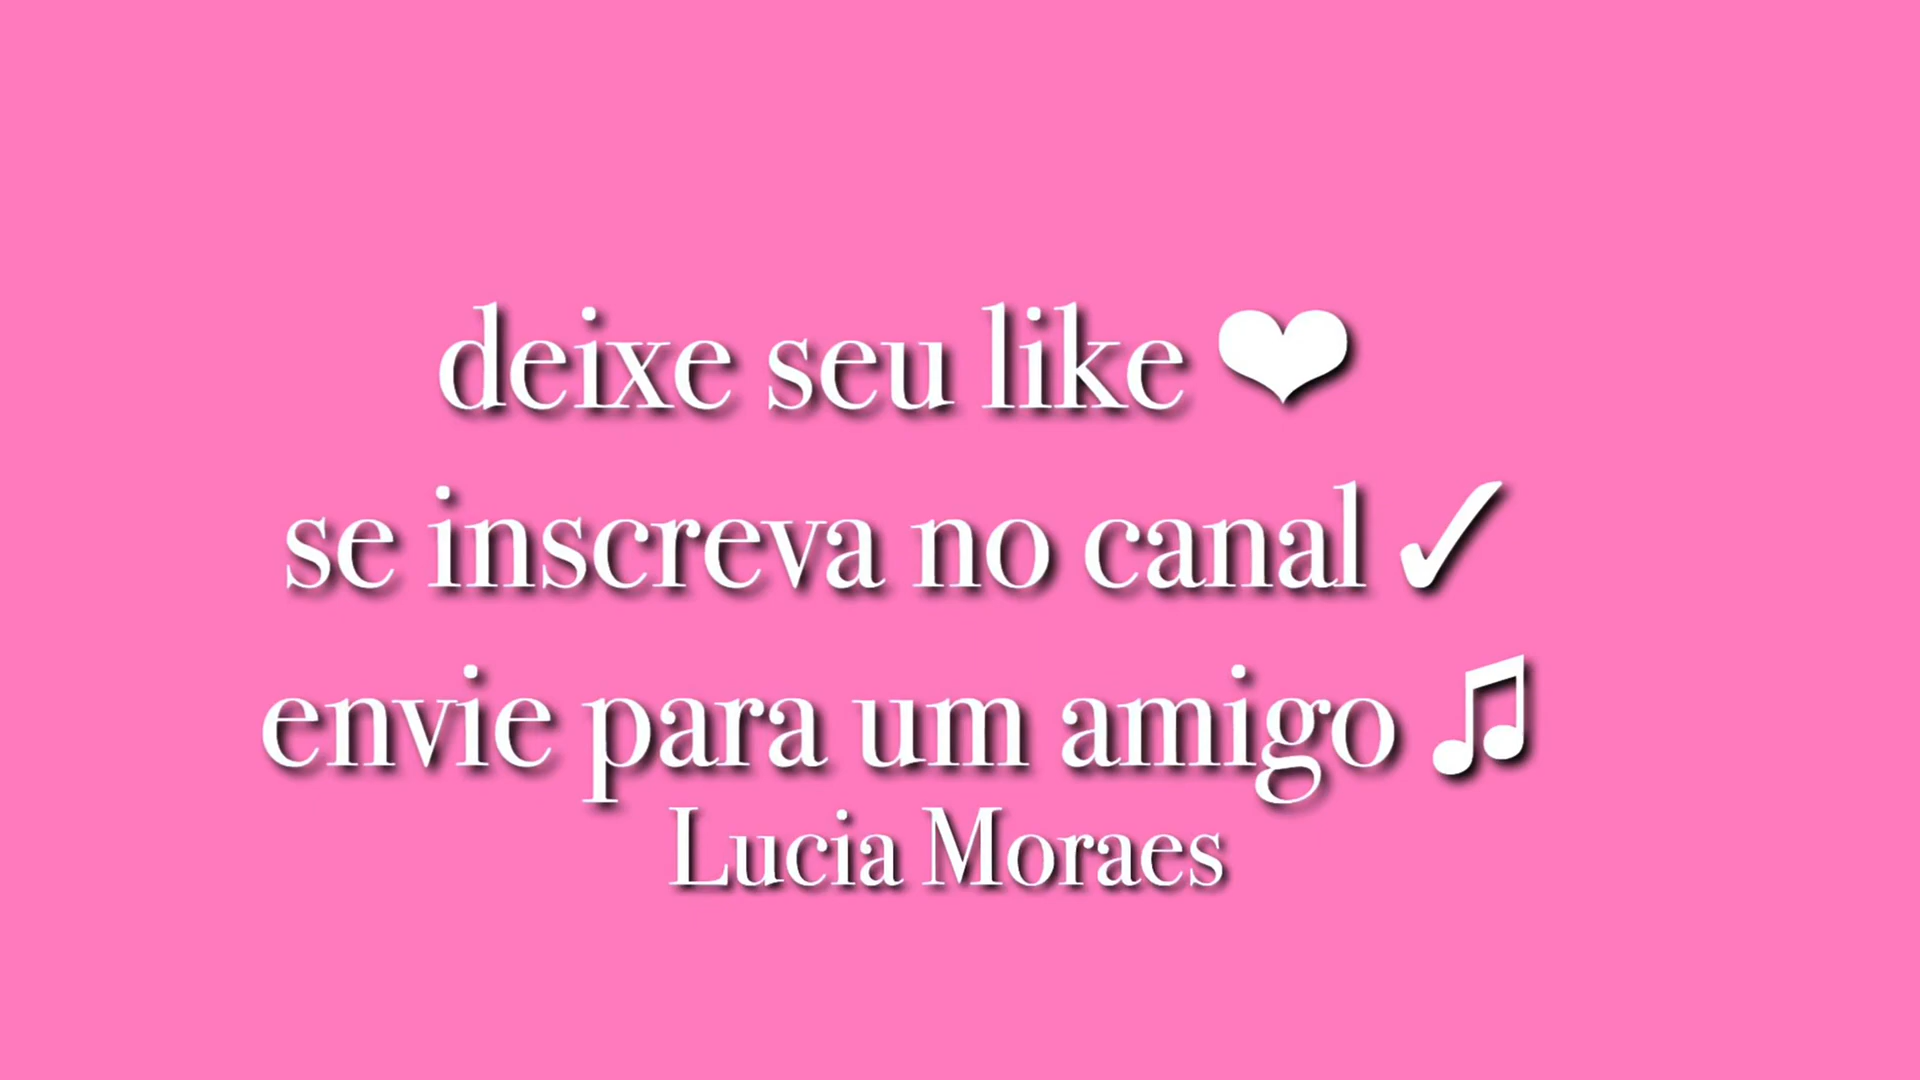 deixe seu like ❤
se inscreva no canal ✓
envie para um amigo ♫
Lucia Moraes